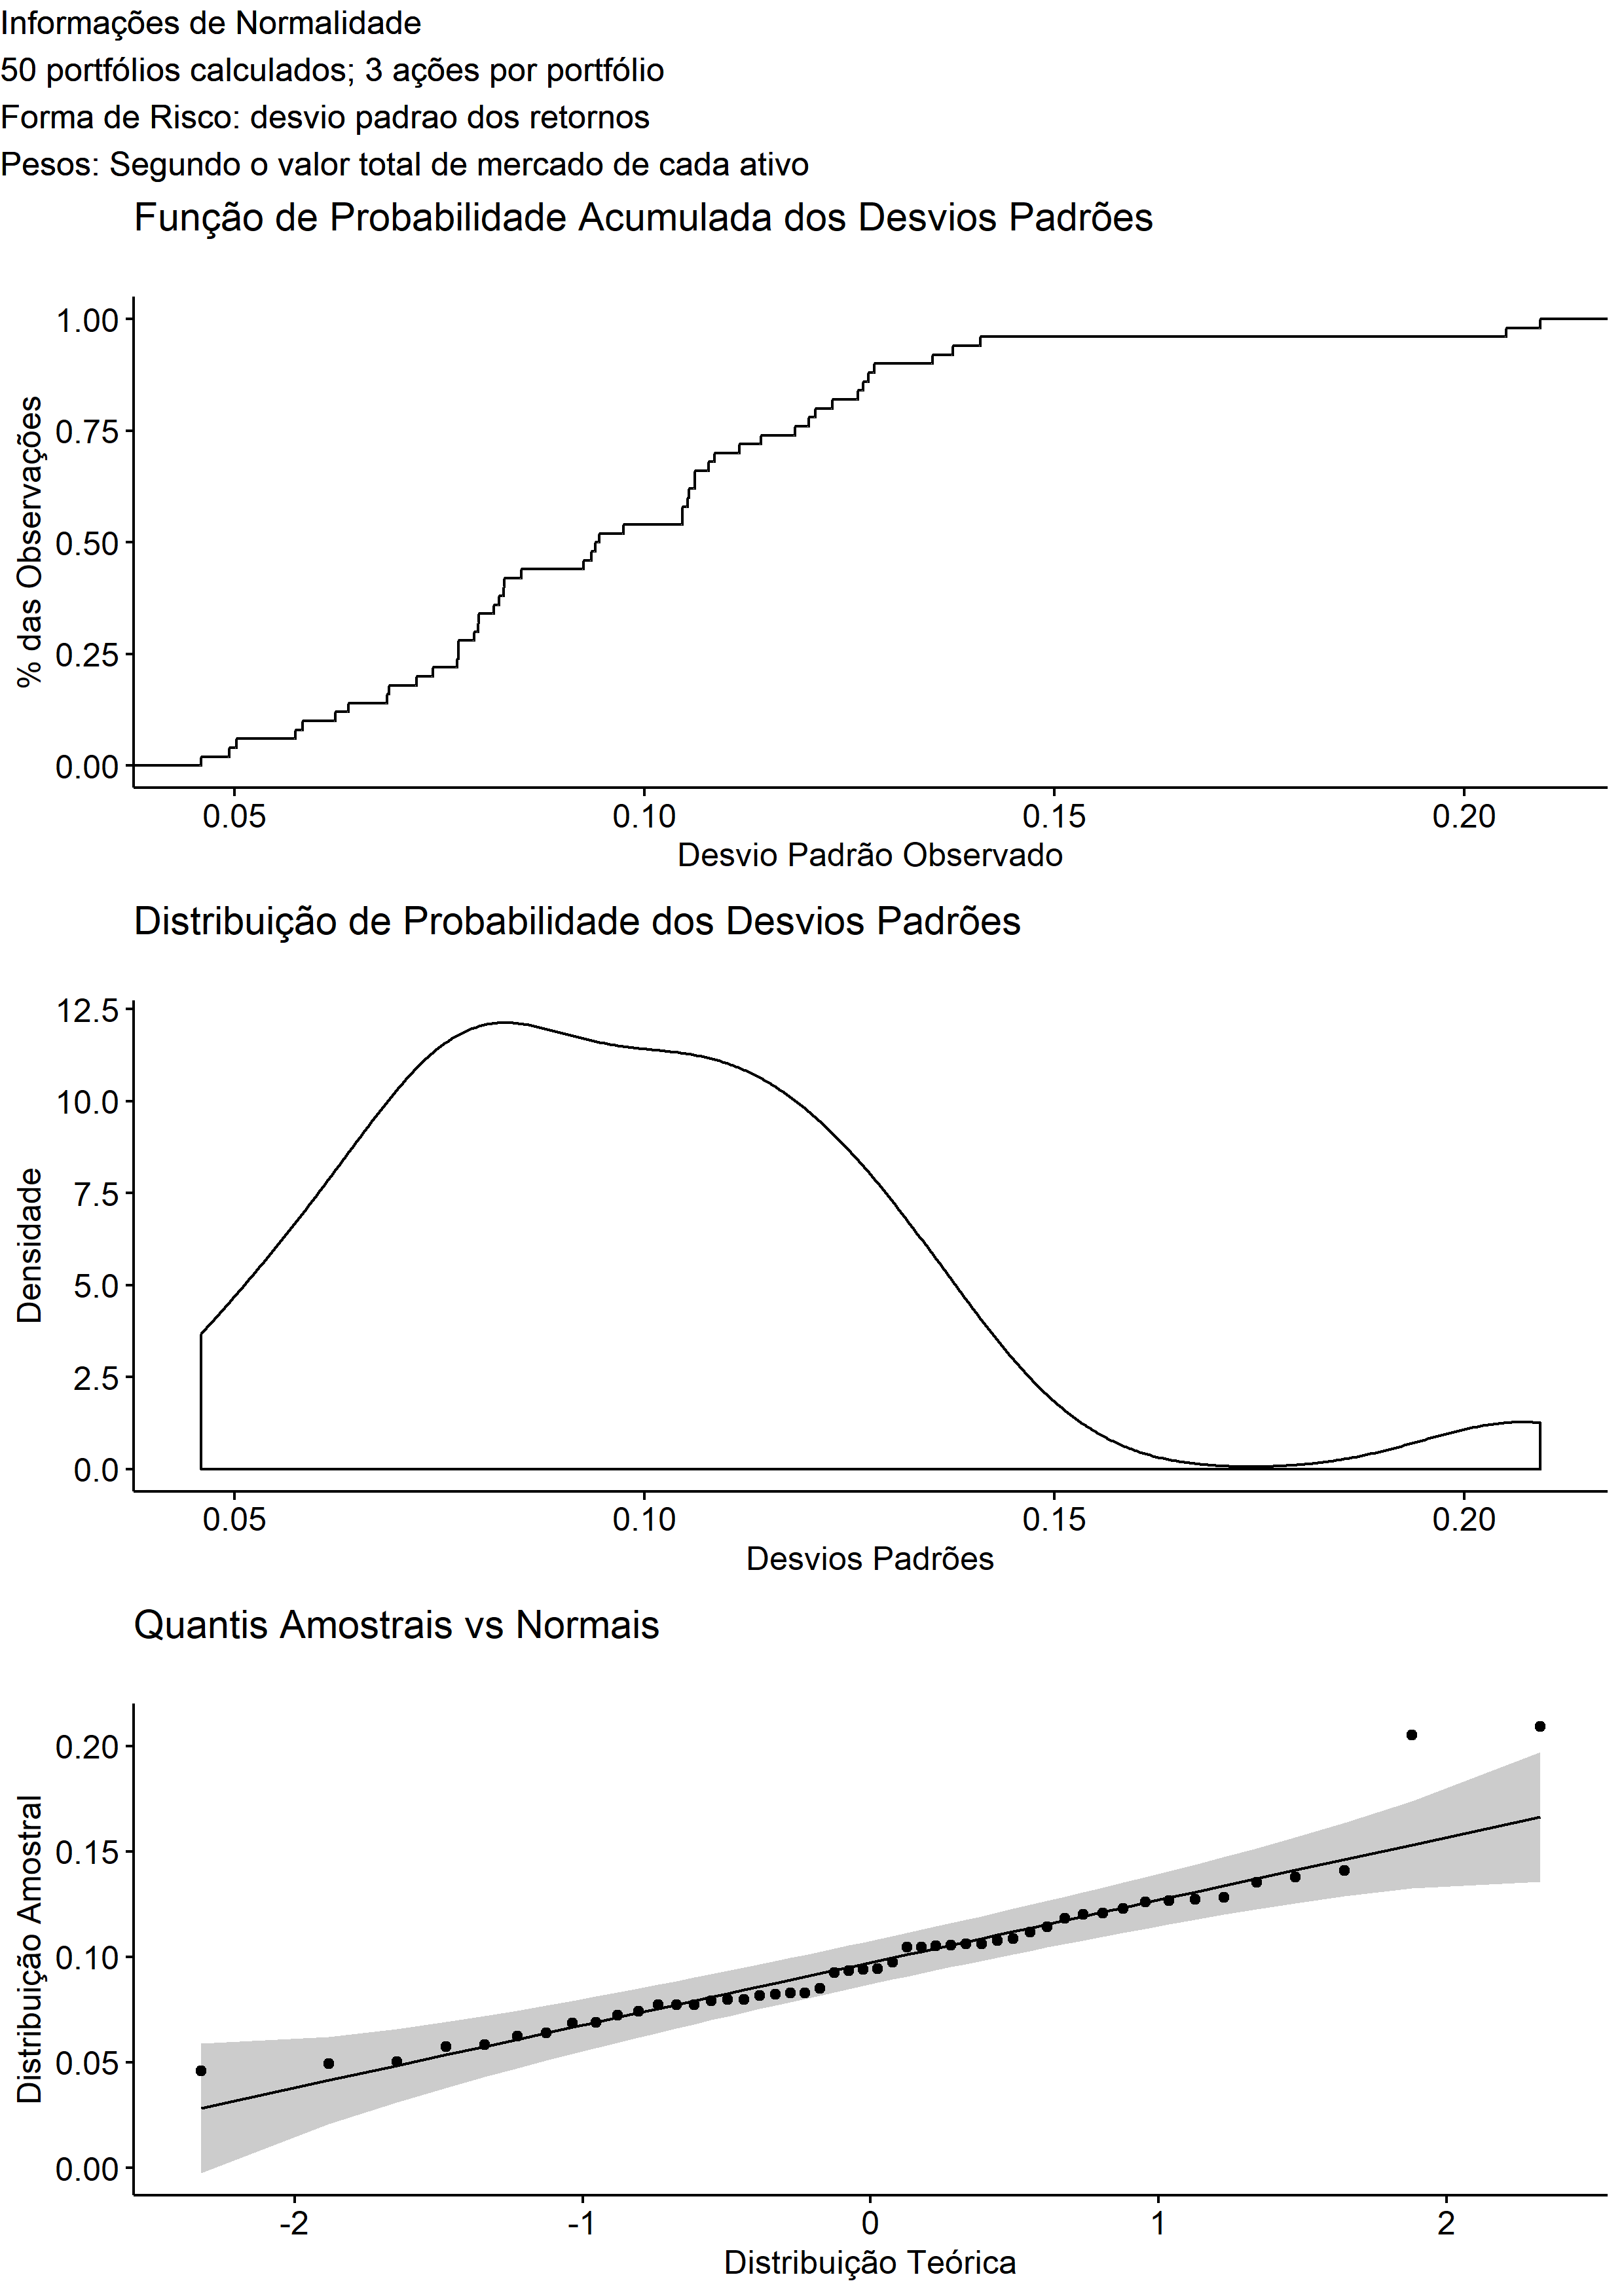 Informações de Normalidade
50 portfólios calculados; 3 ações por portfólio
Forma de Risco: desvio padrao dos retornos
Pesos: Segundo o valor total de mercado de cada ativo
Função de Probabilidade Acumulada dos Desvios Padrões
1.00
0.75
0.50
0.25
0.00
% das Observações
0.05 0.10 0.15 0.20
Desvio Padrão Observado
Distribuição de Probabilidade dos Desvios Padrões
12.5
10.0
7.5
5.0
2.5
0.0
Densidade
0.05 0.10 0.15 0.20
Desvios Padrões
Quantis Amostrais vs Normais
0.20
0.15
0.10
0.05
0.00
Distribuição Amostral
-2 -1 0 1 2
Distribuição Teórica